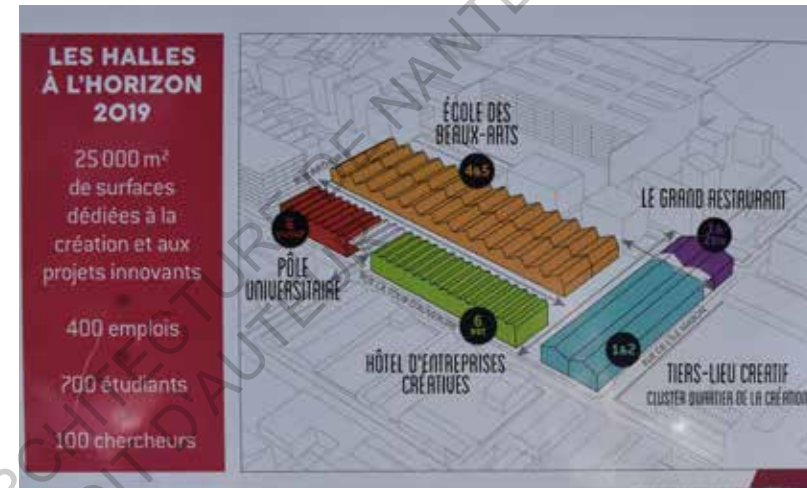 LES HALLES
À L'HORIZON
2019
25 000 m²
de surfaces
dédiées à la
création et aux
projets innovants
400 emplois
700 étudiants
100 chercheurs
ÉCOLE DES
BEAUX-ARTS
4&5
LE GRAND RESTAURANT
PÔLE
UNIVERSITAIRE
6
HÔTEL D'ENTREPRISES
CRÉATIVES
1&2
TIERS-LIEU CREATIF
CLUSTER QUARTIER DE LA CRÉATION